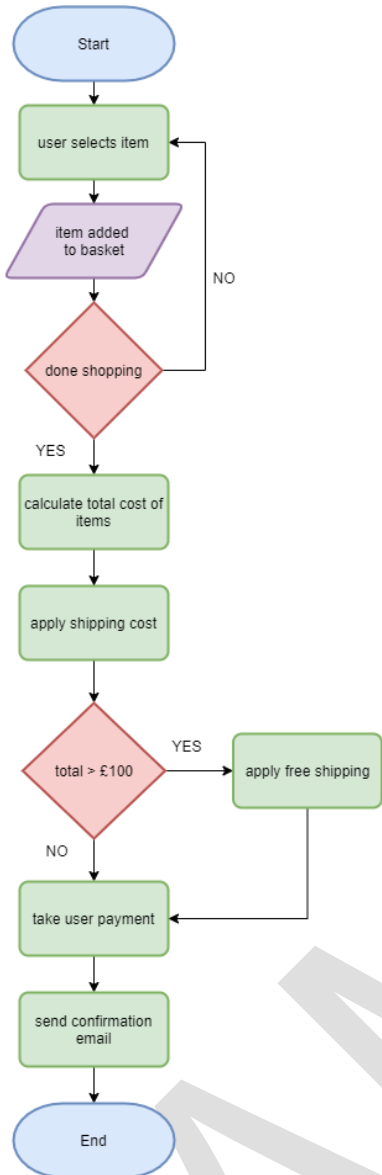 Start
user selects item
item added
to basket
NO
done shopping
YES
calculate total cost of
items
apply shipping cost
total > £100
YES
apply free shipping
NO
take user payment
send confirmation
email
End